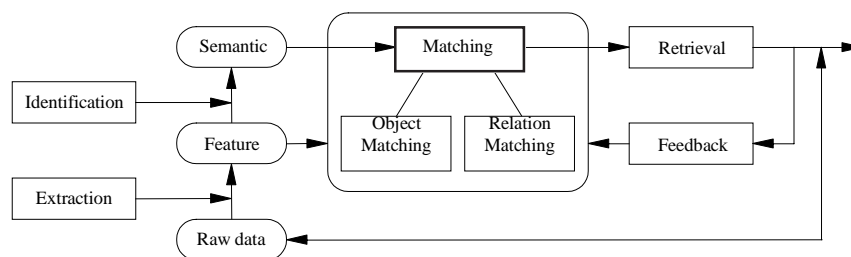 Semantic
Matching
Retrieval
Identification
Object
Matching
Relation
Matching
Feature
Feedback
Extraction
Raw data